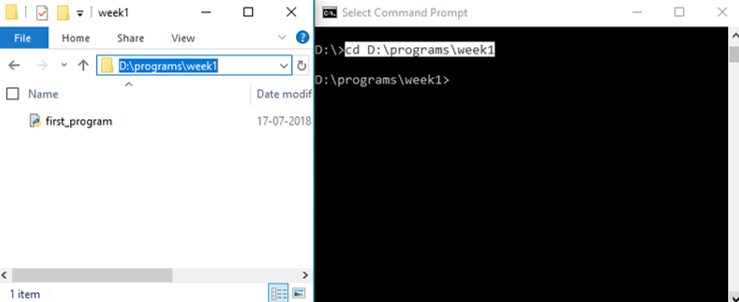 week1
File Home Share View
D:\programs\week1
Name Date modif
first_program 17-07-2018
1 item
Select Command Prompt
D:\>cd D:\programs\week1
D:\programs\week1>